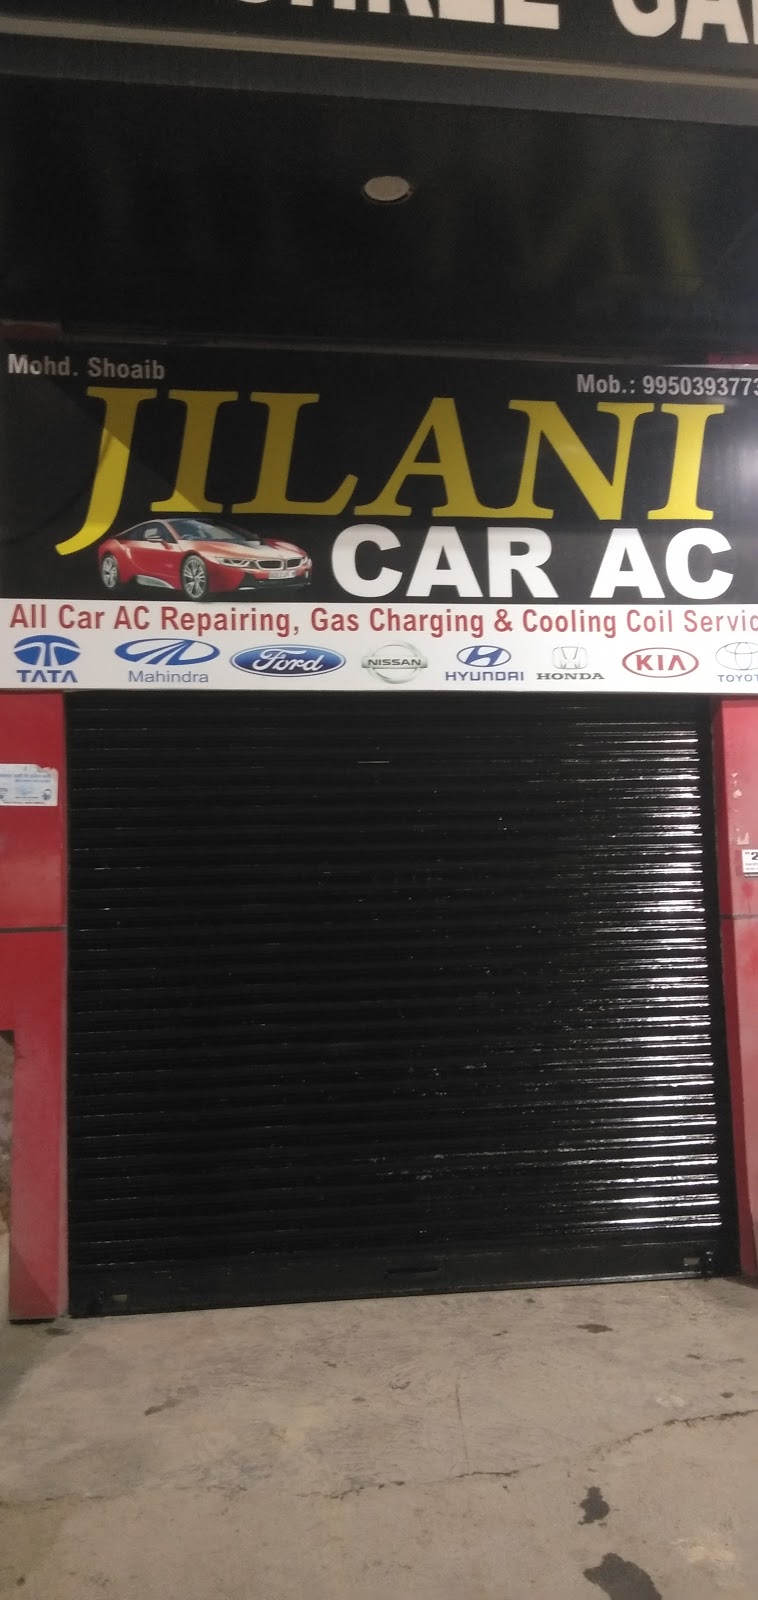 Mohd. Shoaib
Mob.: 995039377
JILANI
CAR AC
All Car AC Repairing, Gas Charging & Cooling Coil Servic
TATA Mahindra Ford NISSAN HYUNDAI HONDA KIA TOYOT